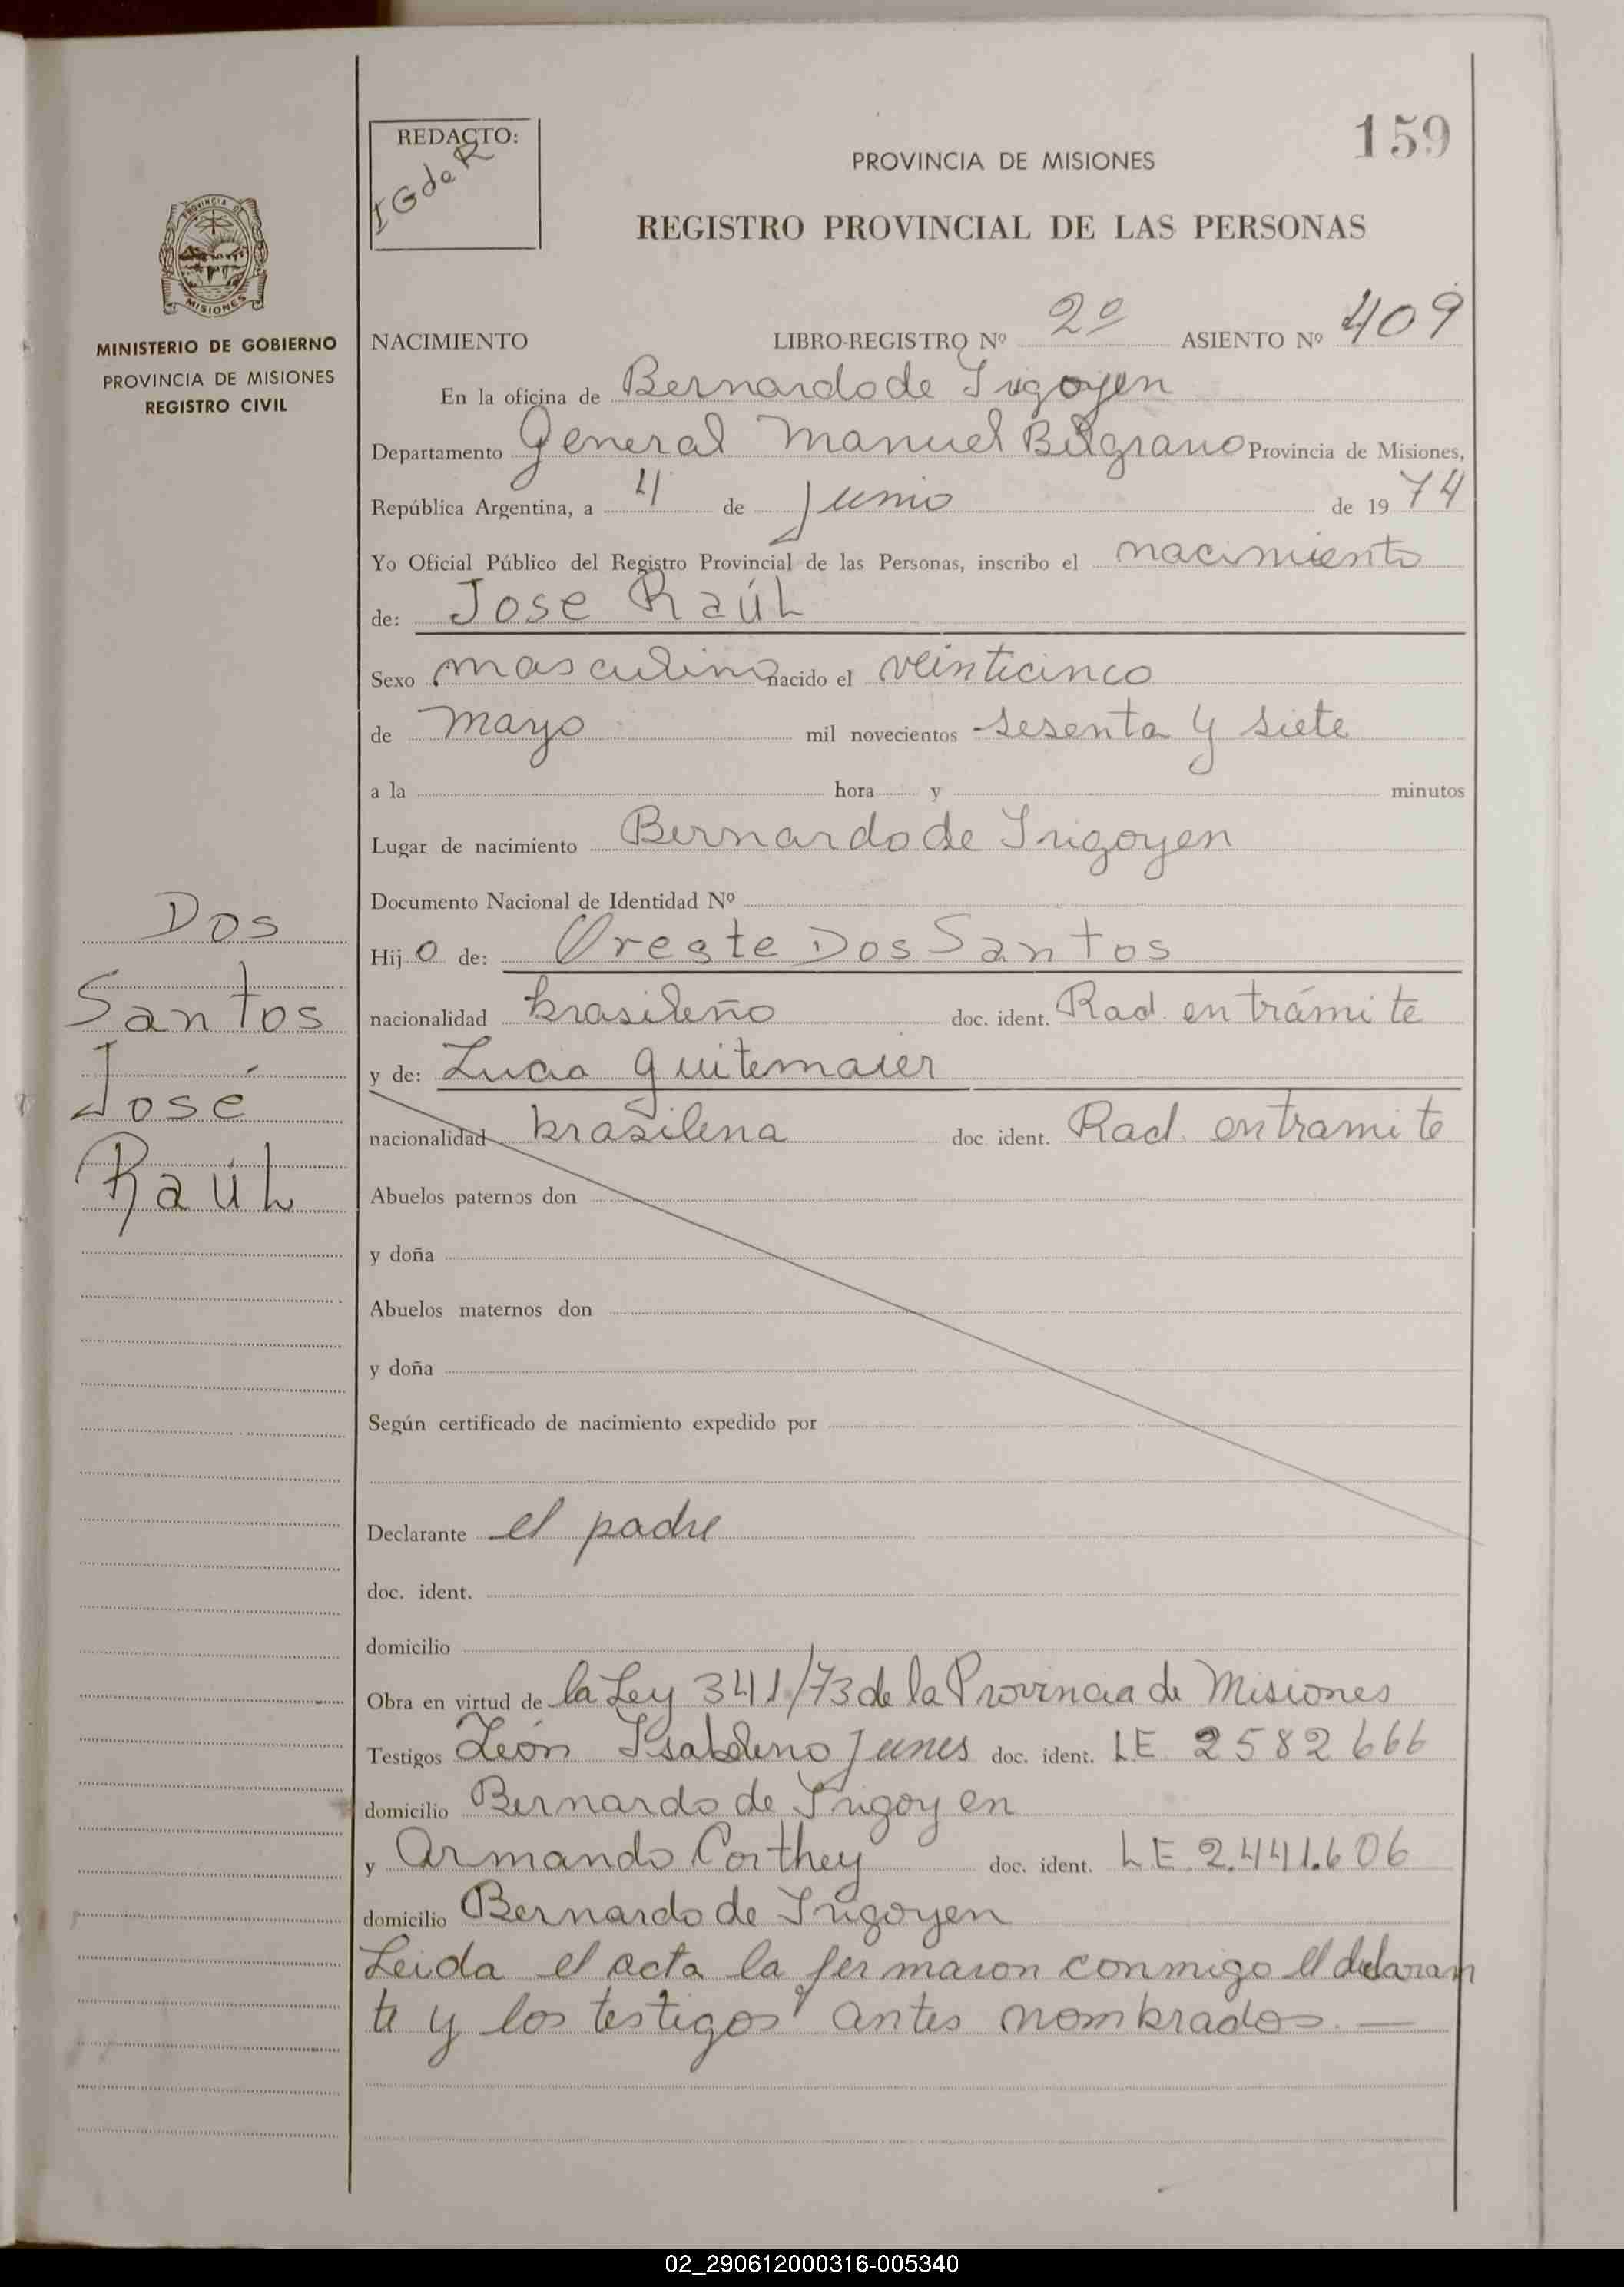 REDACTO:
IGdeR
159
PROVINCIA DE MISIONES
REGISTRO PROVINCIAL DE LAS PERSONAS
PROVINCIA DE
MISIONES
MINISTERIO DE GOBIERNO
PROVINCIA DE MISIONES
REGISTRO CIVIL
NACIMIENTO LIBRO-REGISTRO Nº 2º ASIENTO Nº 409
En la oficina de Bernardo de Irigoyen
Departamento General Manuel Belgrano Provincia de Misiones,
República Argentina, a 4 de Junio de 1974
Yo Oficial Público del Registro Provincial de las Personas, inscribo el nacimiento
de: Jose Raúl
Sexo masculino nacido el veinticinco
de mayo mil novecientos sesenta y siete
a la hora y minutos
Lugar de nacimiento Bernardo de Irigoyen
Documento Nacional de Identidad Nº
Hijo de: Oreste Dos Santos
nacionalidad brasileño doc. ident. Rad. en trámite
y de: Lucia Guitemaier
nacionalidad brasilena doc ident. Rad. en tramite
Abuelos paternos don
y doña
Abuelos maternos don
y doña
Según certificado de nacimiento expedido por
Declarante el padre
doc. ident.
domicilio
Obra en virtud de la Ley 341/73 de la Provincia de Misiones
Testigos León Isabelino Junes doc. ident. LE 2582666
domicilio Bernardo de Irigoyen
y Armando Corthey doc. ident. LE 2.441.606
domicilio Bernardo de Irigoyen
Leida el acta la firmaron conmigo el declaran
te y los testigos antes nombrados. —
Dos
Santos
José
Raúl
02_290612000316-005340